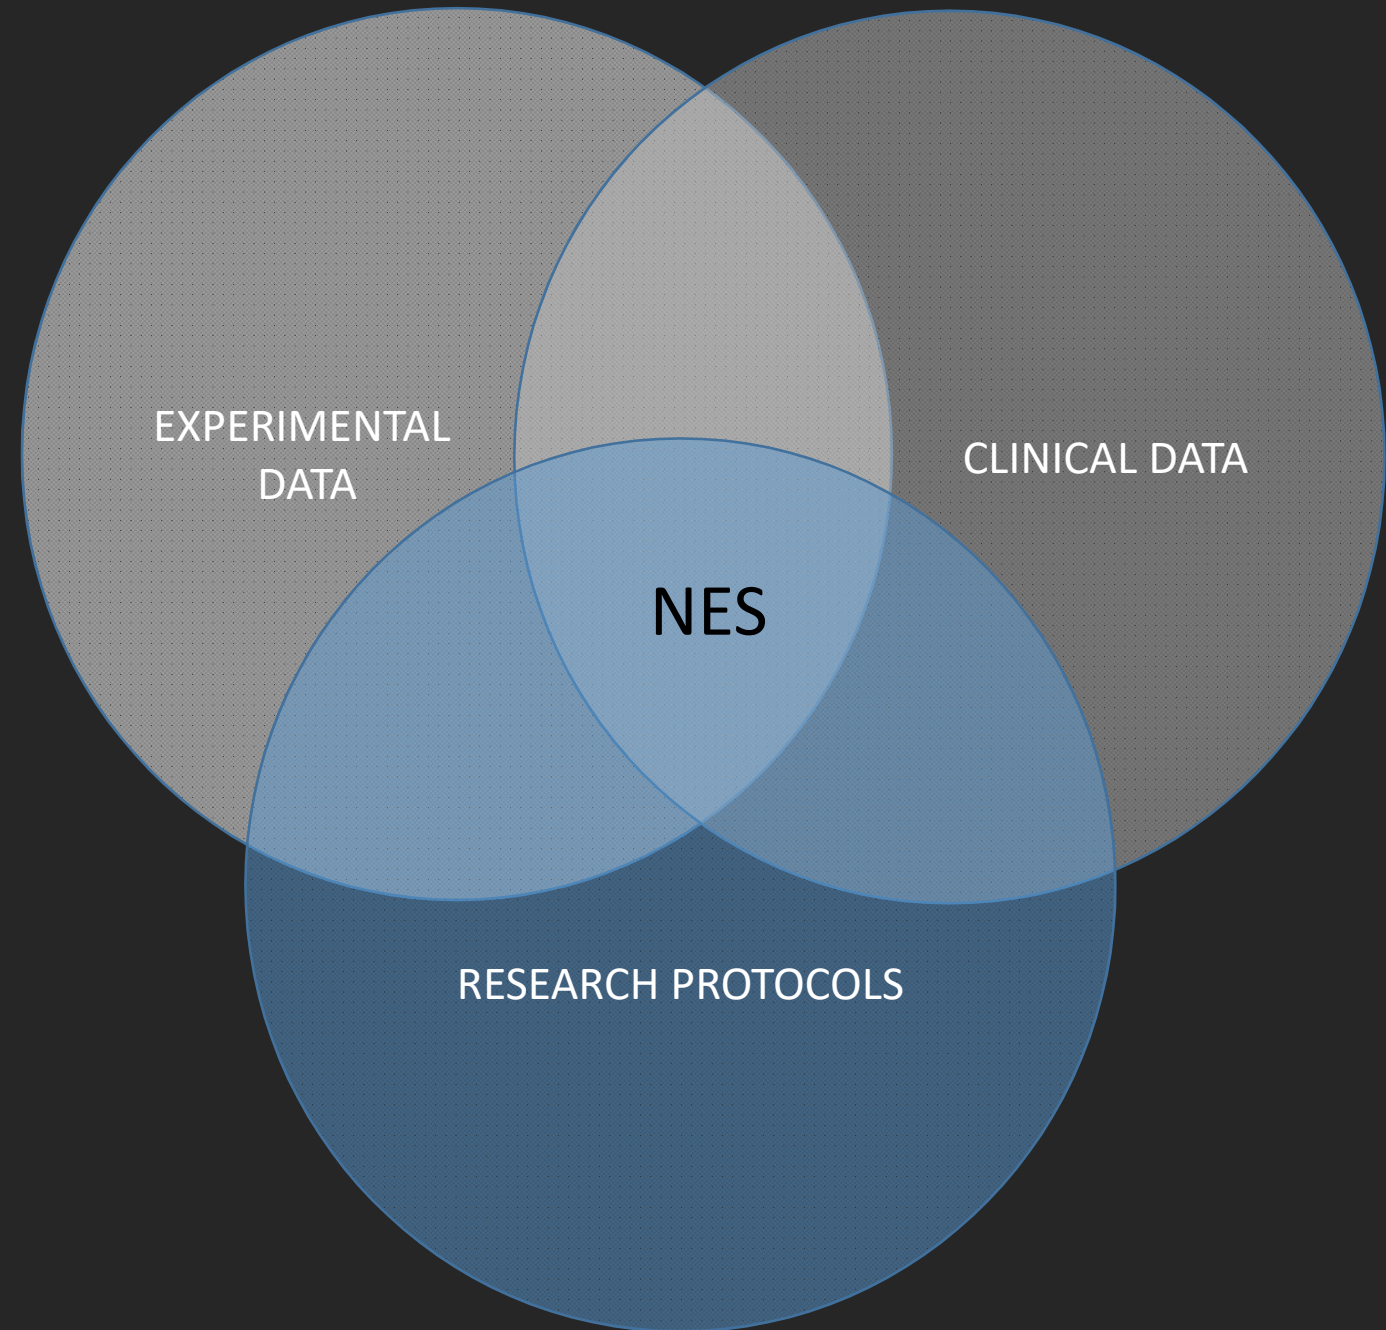 EXPERIMENTAL
DATA
CLINICAL DATA
NES
RESEARCH PROTOCOLS